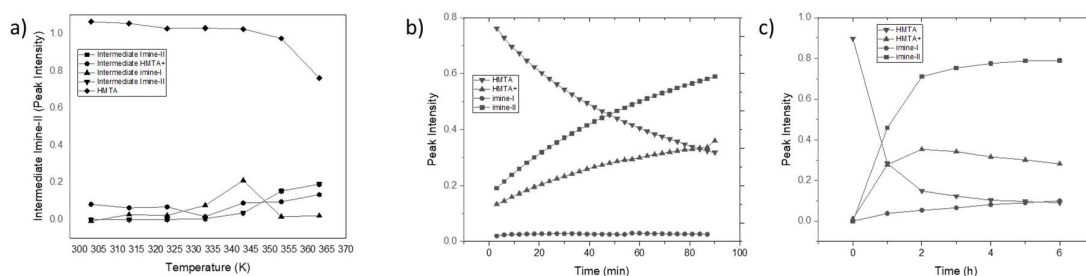 a)
Intermediate Imine-II (Peak Intensity)
1.0
0.8
0.6
0.4
0.2
0.0
Intermediate Imine-II
Intermediate HMTA+
Intermediate imine-I
Intermediate Imine-II
HMTA
300 305 310 315 320 325 330 335 340 345 350 355 360 365 370
Temperature (K)
b)
Peak Intensity
0.8
0.6
0.4
0.2
0.0
HMTA
HMTA+
imine-I
imine-II
0 20 40 60 80 100
Time (min)
c)
Peak Intensity
1.0
0.8
0.6
0.4
0.2
0.0
HMTA
HMTA+
imine-I
imine-II
0 2 4 6
Time (h)